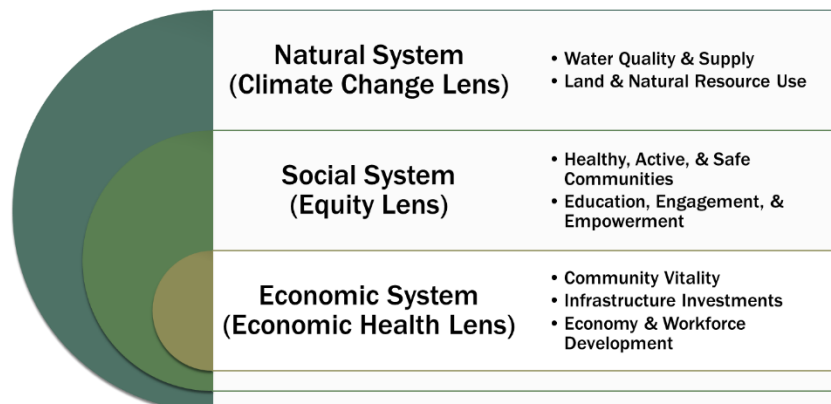 Natural System
(Climate Change Lens)
• Water Quality & Supply
• Land & Natural Resource Use
Social System
(Equity Lens)
• Healthy, Active, & Safe
Communities
• Education, Engagement, &
Empowerment
Economic System
(Economic Health Lens)
• Community Vitality
• Infrastructure Investments
• Economy & Workforce
Development